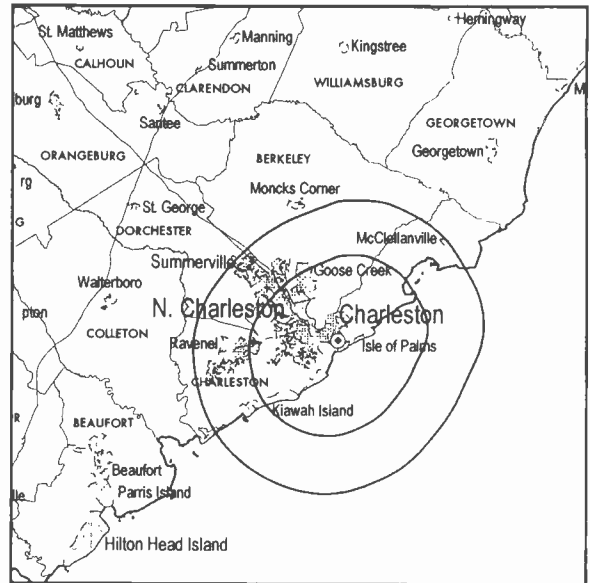 Hemingway
St. Matthews
Manning
Kingstree
CALHOUN
Summerton
CLARENDON
WILLIAMSBURG
burg
M
Santee
GEORGETOWN
ORANGEBURG
BERKELEY
Georgetown
rg
Moncks Corner
St. George
G
DORCHESTER
McClellanville
Summerville
Goose Creek
Walterboro
N. Charleston
Charleston
pton
COLLETON
Ravenel
Isle of Palms
CHARLESTON
Kiawah Island
R
BEAUFORT
Beaufort
lle
Parris Island
Hilton Head Island